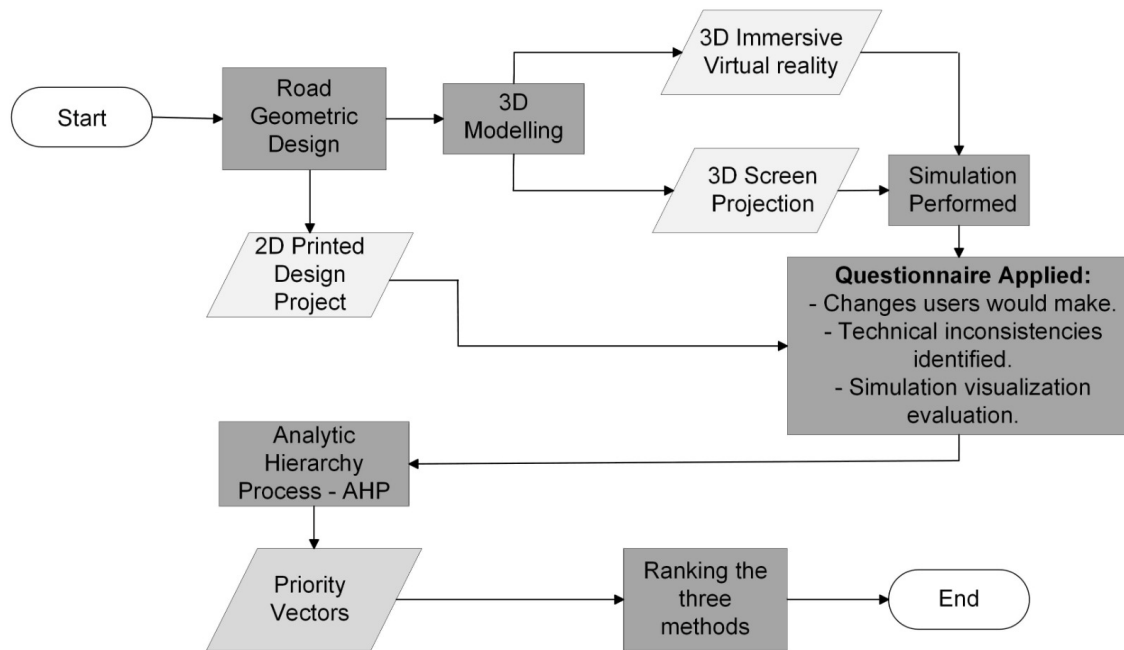 Start
Road
Geometric
Design
3D
Modelling
3D Immersive
Virtual reality
3D Screen
Projection
Simulation
Performed
2D Printed
Design
Project
Questionnaire Applied:
- Changes users would make.
- Technical inconsistencies
identified.
- Simulation visualization
evaluation.
Analytic
Hierarchy
Process - AHP
Priority
Vectors
Ranking the
three
methods
End